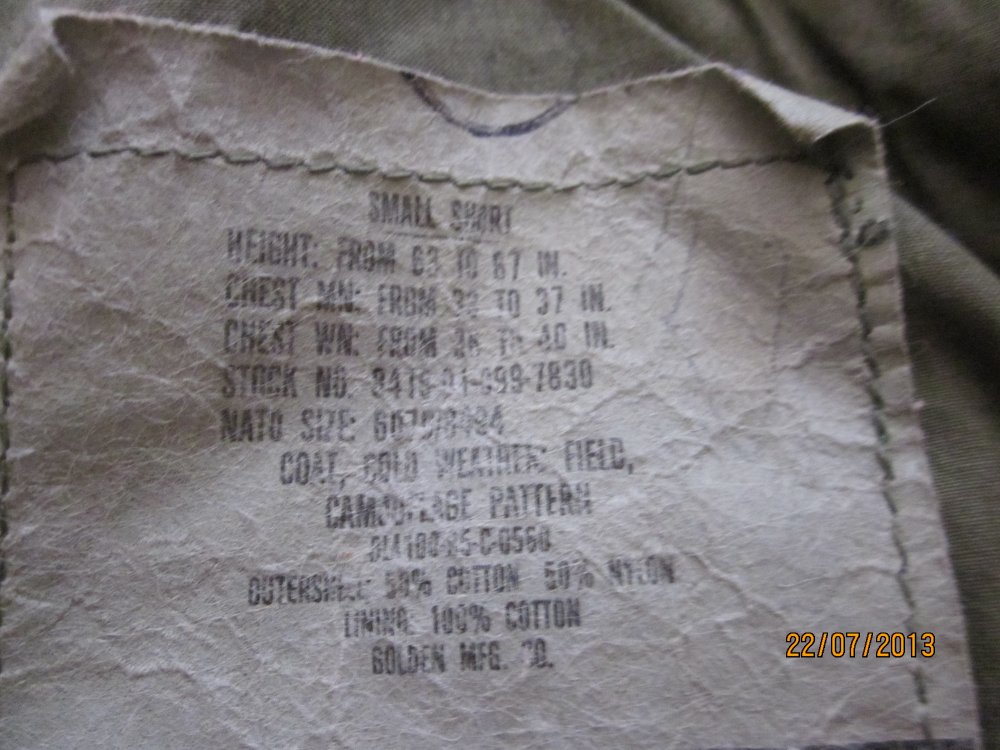 SMALL SHORT
HEIGHT: FROM 63 TO 67 IN.
CHEST MN: FROM 33 TO 37 IN.
CHEST WN: FROM TO 40 IN.
STOCK NO.
NATO SIZE:
COAT, COLD WEATHER FIELD,
CAMOUFLAGE PATTERN
OUTERSHELL: 50% COTTON 50% NYLON
LINING: 100% COTTON
GOLDEN MFG. CO.
22/07/2013